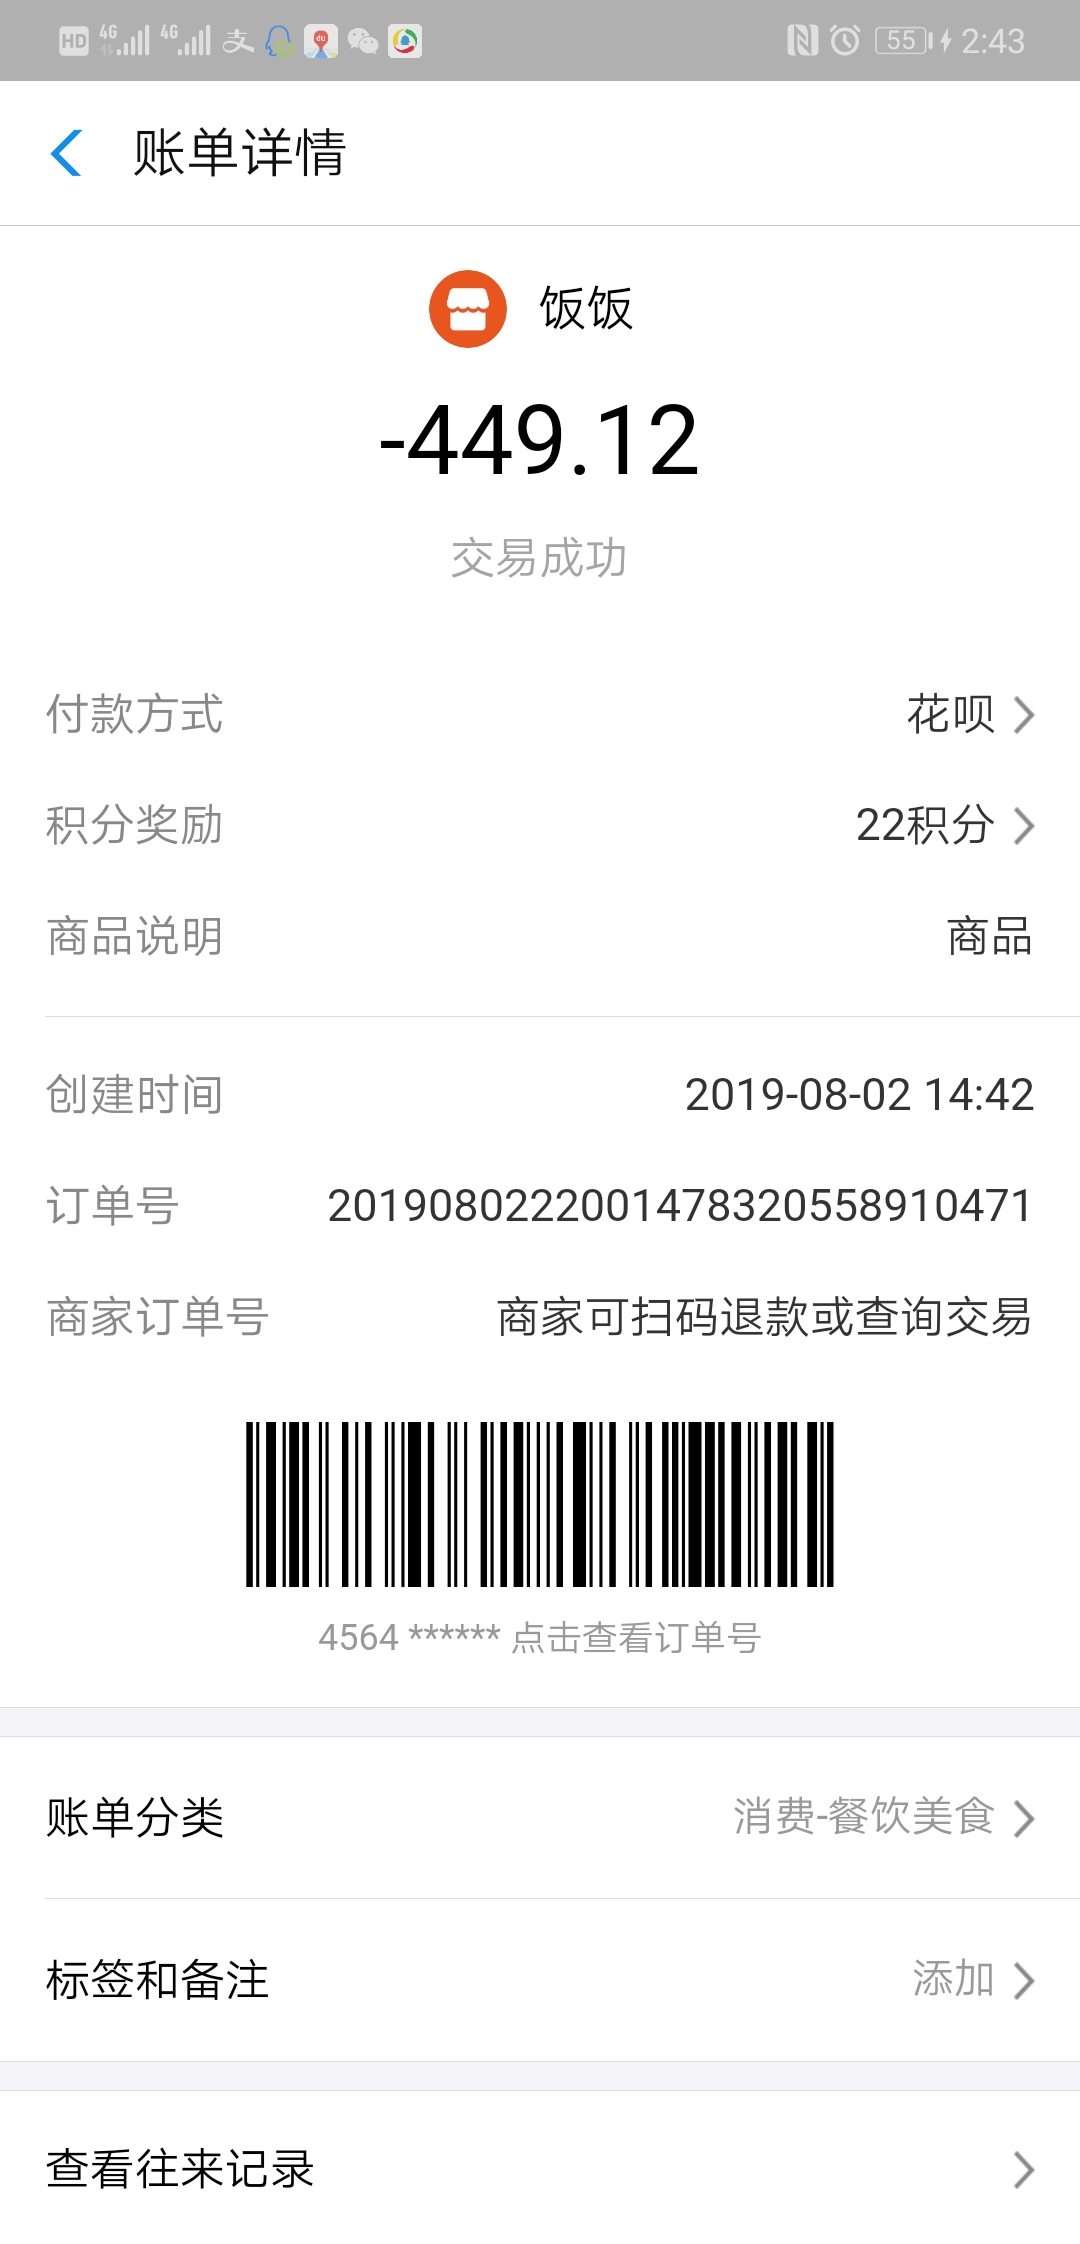 HD 4G 4G 支 du 55 2:43
账单详情
饭饭
-449.12
交易成功
付款方式 花呗
积分奖励 22积分
商品说明 商品
创建时间 2019-08-02 14:42
订单号 2019080222001478320558910471
商家订单号 商家可扫码退款或查询交易
4564 ****** 点击查看订单号
账单分类 消费-餐饮美食
标签和备注 添加
查看往来记录